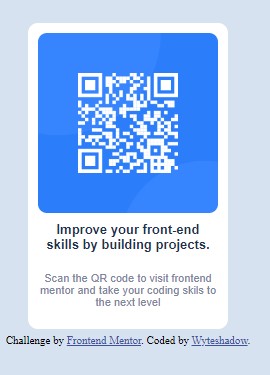 Improve your front-end
skills by building projects.
Scan the QR code to visit frontend
mentor and take your coding skils to
the next level
Challenge by Frontend Mentor. Coded by Wyteshadow.